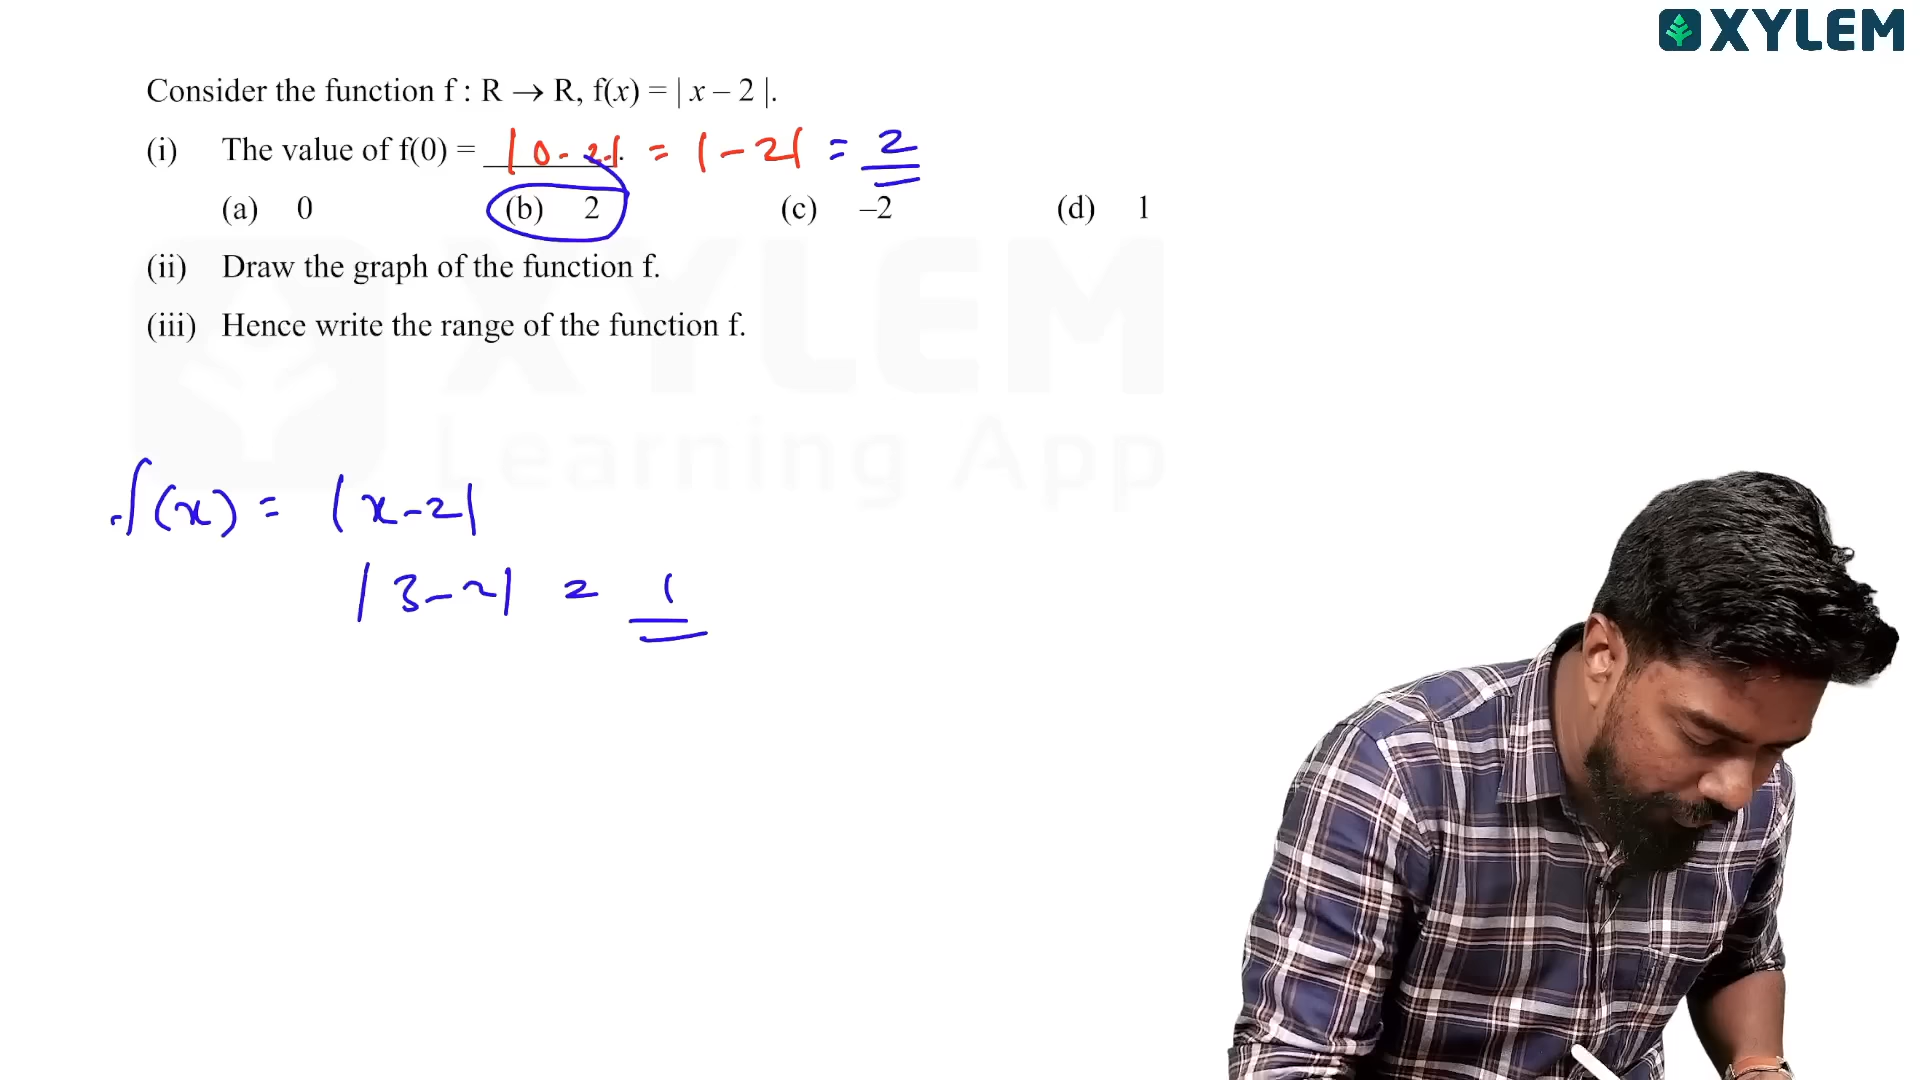 XYLEM
Consider the function f : R → R, f(x) = | x – 2 |.
(i) The value of f(0) = ________. |0-2| = |-2| = 2
(a) 0 (b) 2 (c) –2 (d) 1
(ii) Draw the graph of the function f.
(iii) Hence write the range of the function f.
XYLEM
Learning App
f(x) = |x-2|
|3-2| = 1